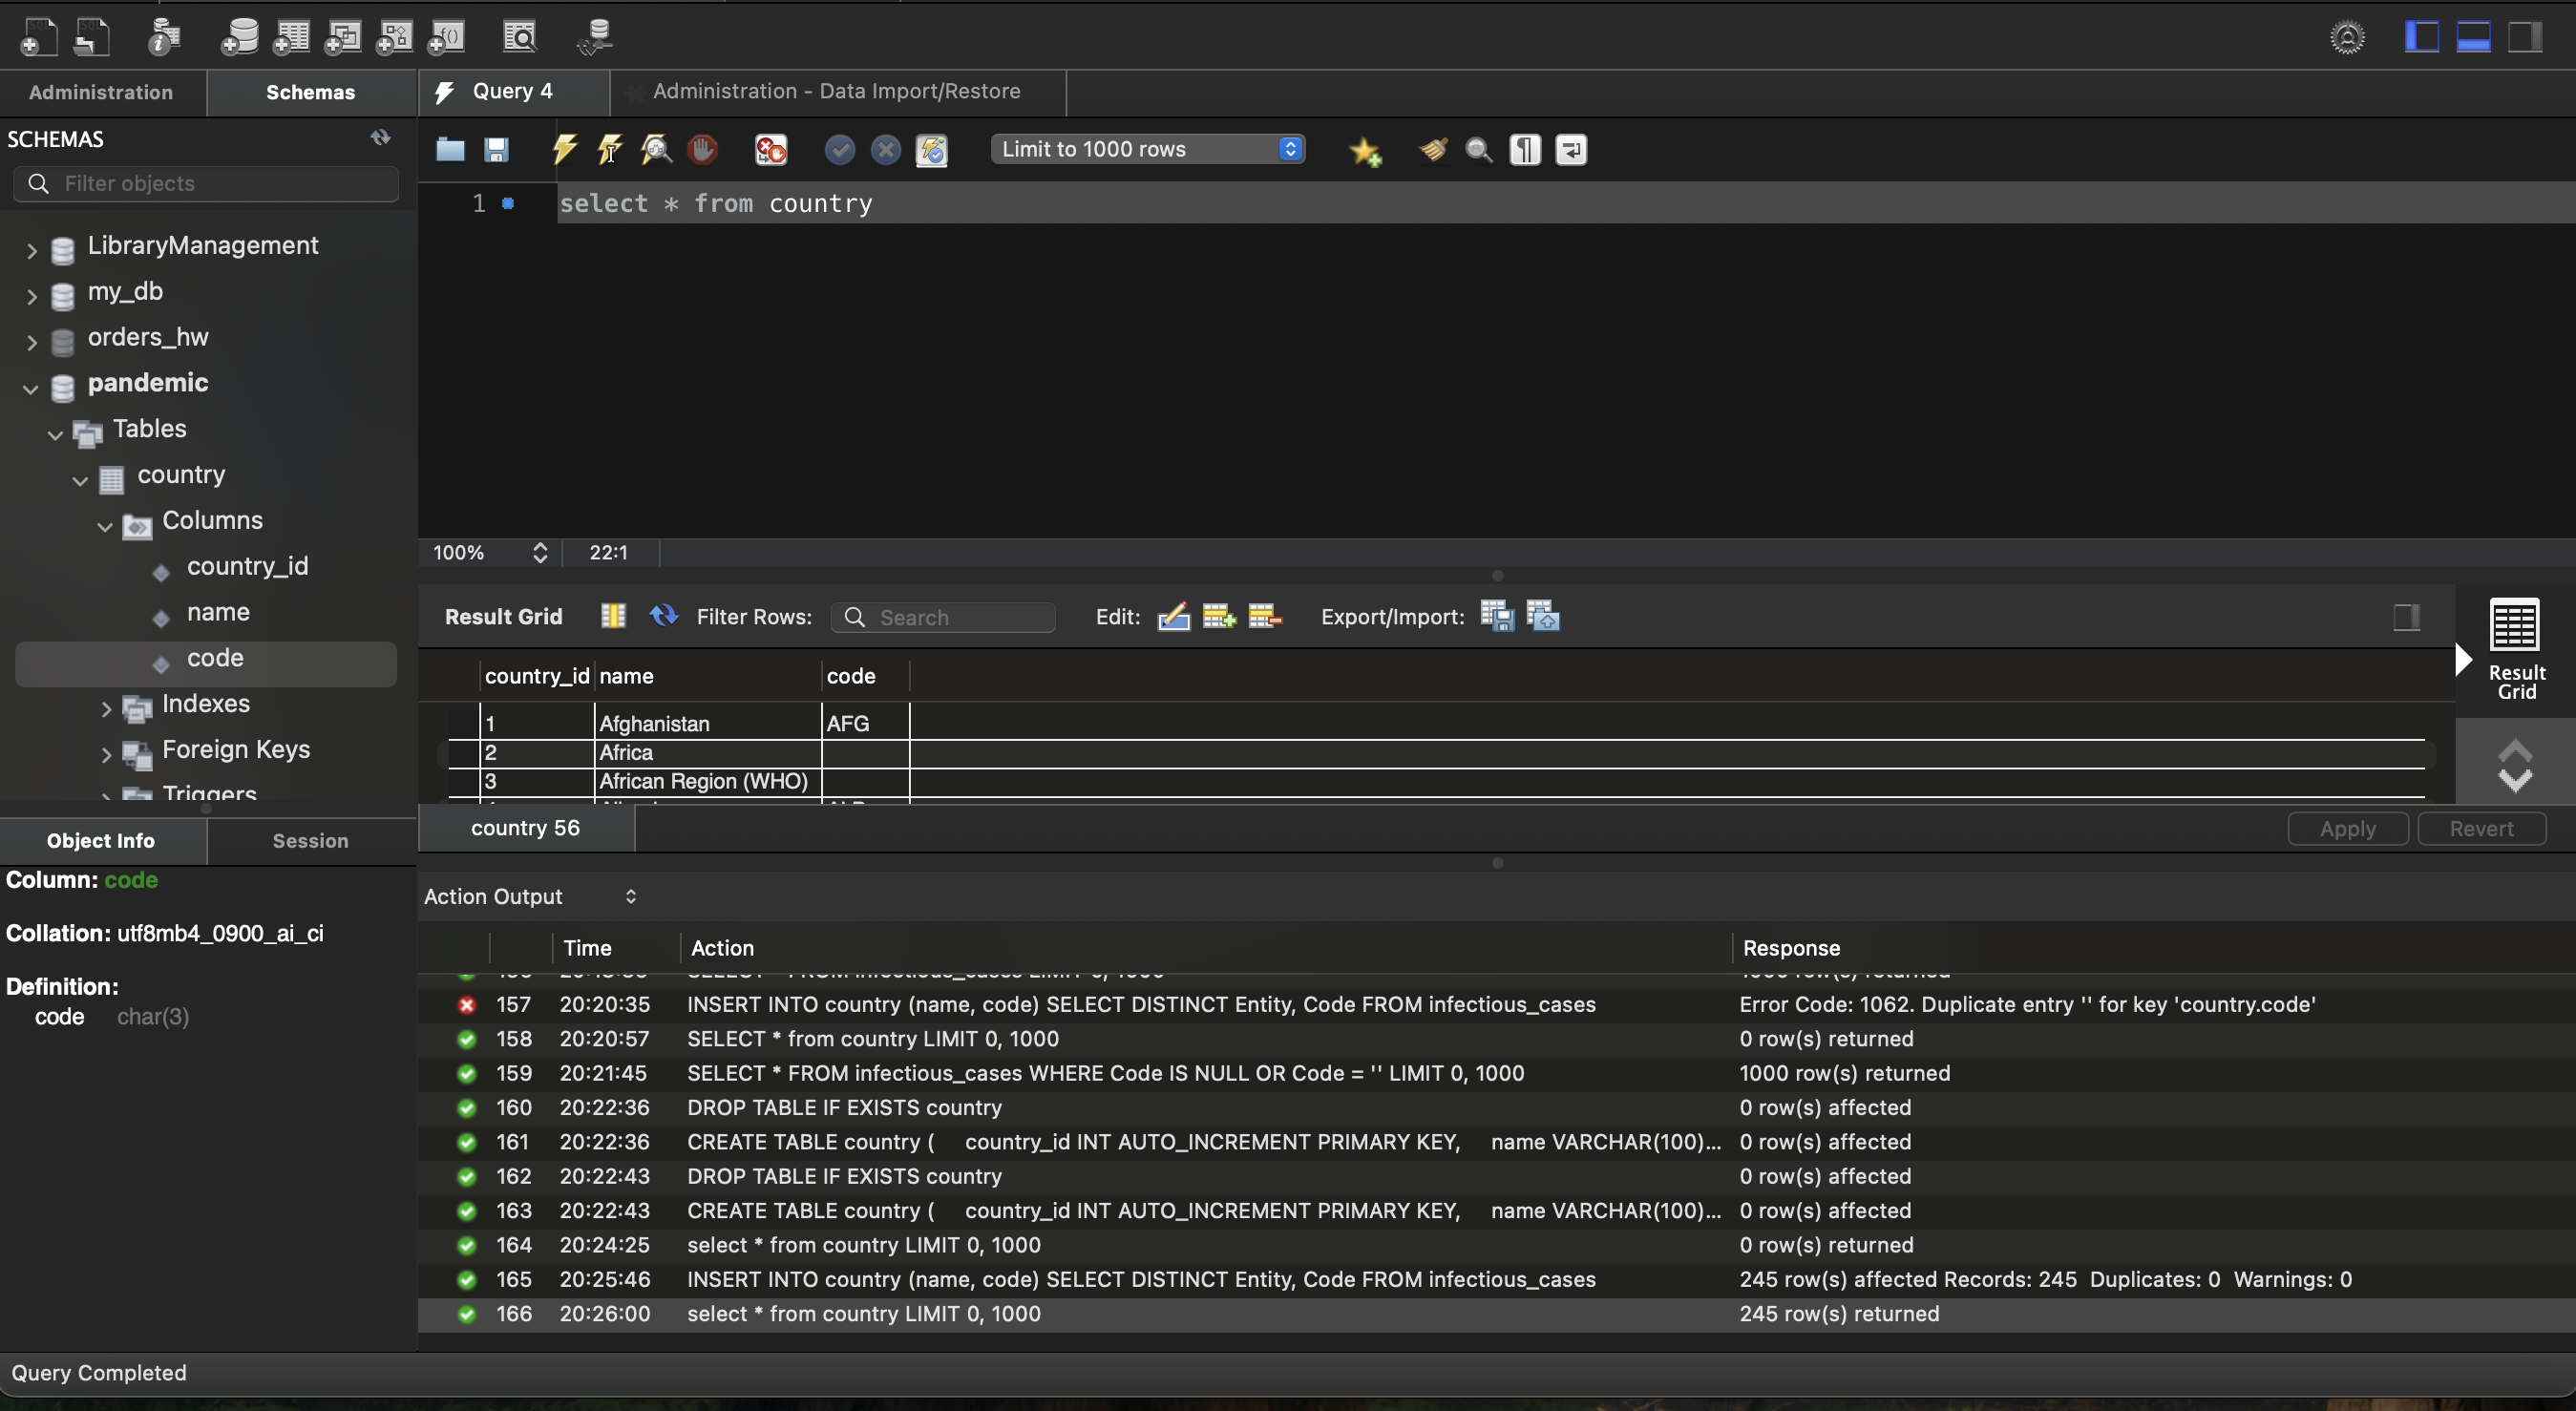 Administration
Schemas
Query 4
Administration - Data Import/Restore
SCHEMAS
Filter objects
Limit to 1000 rows
1
select * from country
LibraryManagement
my_db
orders_hw
pandemic
Tables
country
Columns
country_id
name
code
Indexes
Foreign Keys
Triggers
100%
22:1
Result Grid
Filter Rows:
Search
Edit:
Export/Import:
Result
Grid
country_id name code
1 Afghanistan AFG
2 Africa
3 African Region (WHO)
country 56
Apply
Revert
Object Info
Session
Column: code
Collation: utf8mb4_0900_ai_ci
Definition:
code char(3)
Action Output
Time Action Response
157 20:20:35 INSERT INTO country (name, code) SELECT DISTINCT Entity, Code FROM infectious_cases Error Code: 1062. Duplicate entry '' for key 'country.code'
158 20:20:57 SELECT * from country LIMIT 0, 1000 0 row(s) returned
159 20:21:45 SELECT * FROM infectious_cases WHERE Code IS NULL OR Code = '' LIMIT 0, 1000 1000 row(s) returned
160 20:22:36 DROP TABLE IF EXISTS country 0 row(s) affected
161 20:22:36 CREATE TABLE country ( country_id INT AUTO_INCREMENT PRIMARY KEY, name VARCHAR(100)... 0 row(s) affected
162 20:22:43 DROP TABLE IF EXISTS country 0 row(s) affected
163 20:22:43 CREATE TABLE country ( country_id INT AUTO_INCREMENT PRIMARY KEY, name VARCHAR(100)... 0 row(s) affected
164 20:24:25 select * from country LIMIT 0, 1000 0 row(s) returned
165 20:25:46 INSERT INTO country (name, code) SELECT DISTINCT Entity, Code FROM infectious_cases 245 row(s) affected Records: 245 Duplicates: 0 Warnings: 0
166 20:26:00 select * from country LIMIT 0, 1000 245 row(s) returned
Query Completed